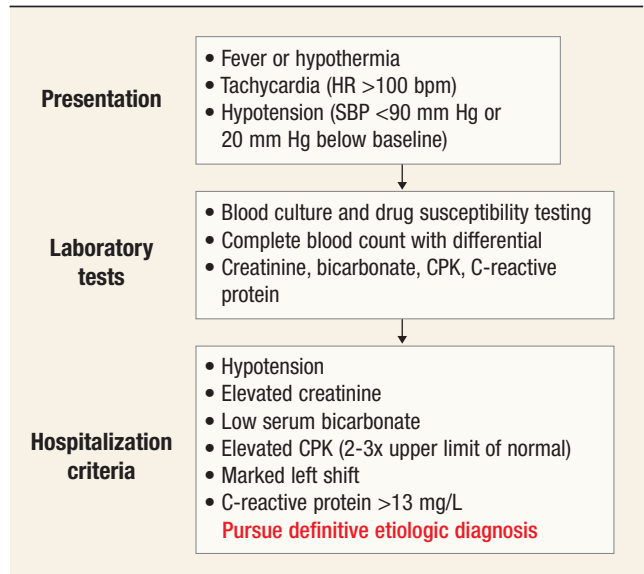 Presentation
• Fever or hypothermia
• Tachycardia (HR >100 bpm)
• Hypotension (SBP <90 mm Hg or
20 mm Hg below baseline)
Laboratory
tests
• Blood culture and drug susceptibility testing
• Complete blood count with differential
• Creatinine, bicarbonate, CPK, C-reactive
protein
Hospitalization
criteria
• Hypotension
• Elevated creatinine
• Low serum bicarbonate
• Elevated CPK (2-3x upper limit of normal)
• Marked left shift
• C-reactive protein >13 mg/L
Pursue definitive etiologic diagnosis